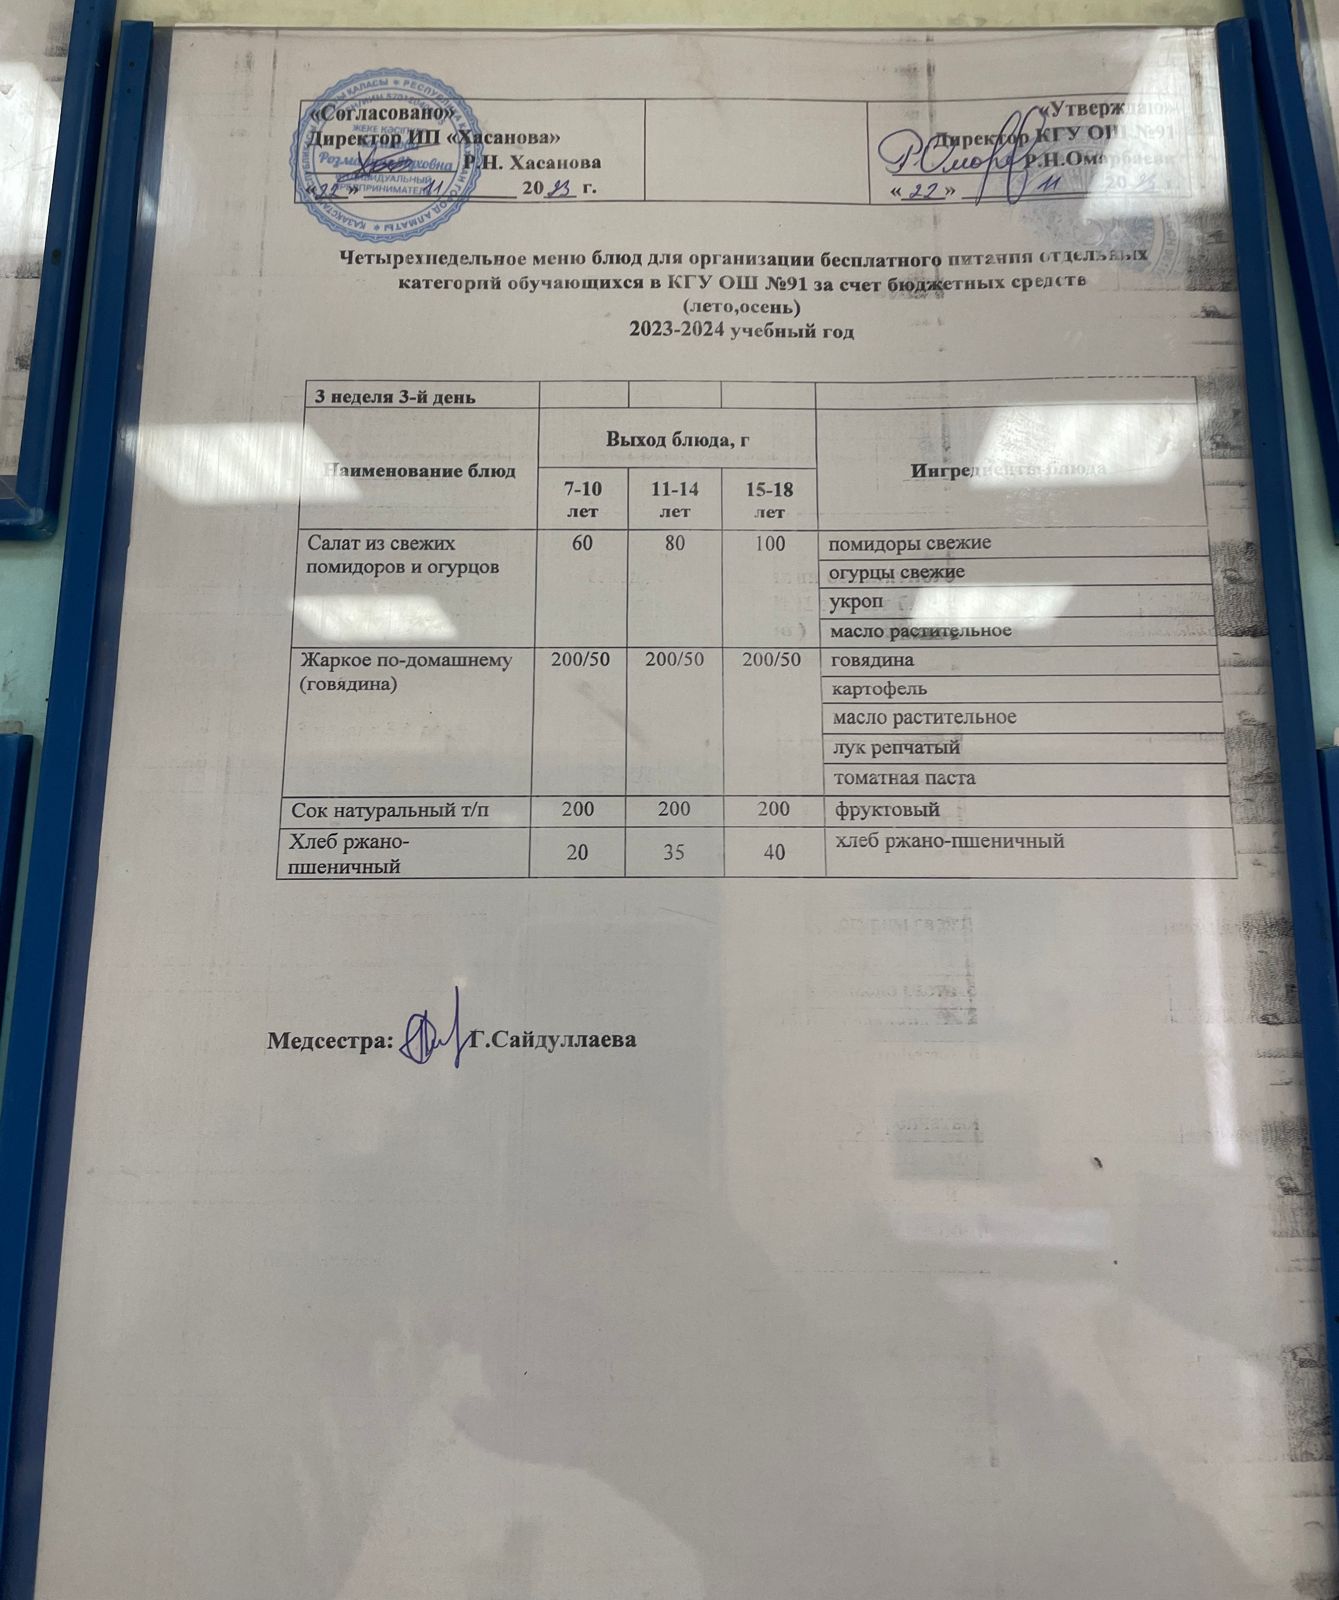 «Согласовано»
Директор ИП «Хасанова»
Р.Н. Хасанова
«22» 11 2023 г.
«Утверждаю»
Директор КГУ ОШ №91
Р.Н.Оморбаева
«22» 11 2023 г.
Четырехнедельное меню блюд для организации бесплатного питания отдельных
категорий обучающихся в КГУ ОШ №91 за счет бюджетных средств
(лето,осень)
2023-2024 учебный год
3 неделя 3-й день
Наименование блюд
Выход блюда, г
Ингредиенты блюда
7-10 лет
11-14 лет
15-18 лет
Салат из свежих
помидоров и огурцов
60 80 100
помидоры свежие
огурцы свежие
укроп
масло растительное
Жаркое по-домашнему
(говядина)
200/50 200/50 200/50
говядина
картофель
масло растительное
лук репчатый
томатная паста
Сок натуральный т/п 200 200 200 фруктовый
Хлеб ржано-
пшеничный
20 35 40
хлеб ржано-пшеничный
Медсестра: Г.Сайдуллаева